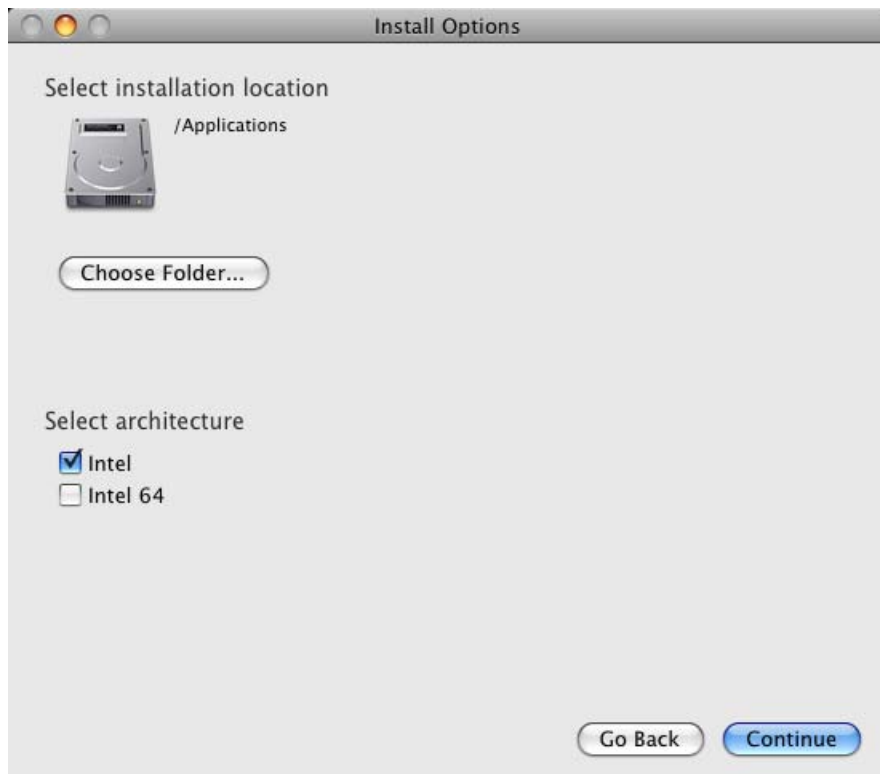 Install Options
Select installation location
/Applications
Choose Folder...
Select architecture
Intel
Intel 64
Go Back
Continue